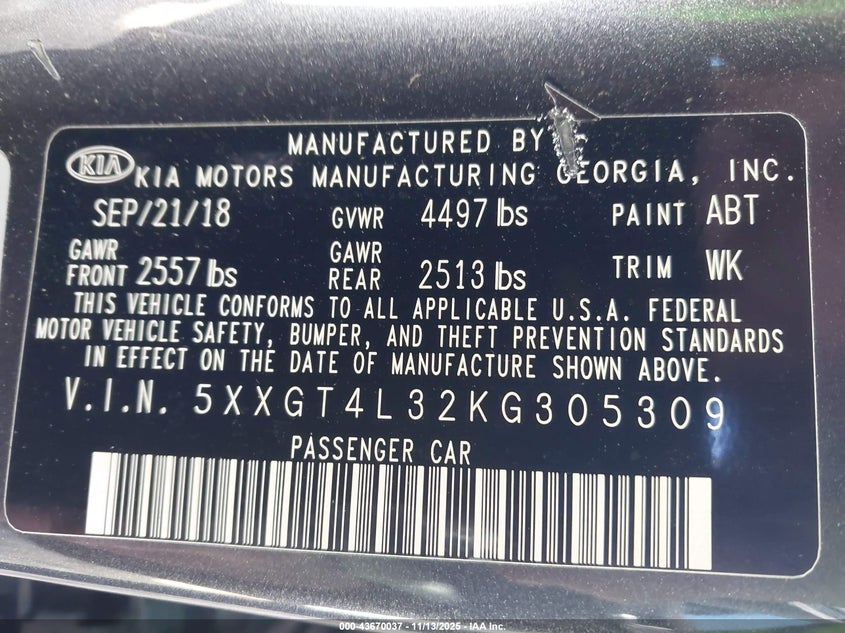 MANUFACTURED BY
KIA KIA MOTORS MANUFACTURING GEORGIA, INC.
SEP/21/18 GVWR 4497 lbs PAINT ABT
GAWR FRONT 2557 lbs GAWR REAR 2513 lbs TRIM WK
THIS VEHICLE CONFORMS TO ALL APPLICABLE U.S.A. FEDERAL
MOTOR VEHICLE SAFETY, BUMPER, AND THEFT PREVENTION STANDARDS
IN EFFECT ON THE DATE OF MANUFACTURE SHOWN ABOVE.
V.I.N. 5XXGT4L32KG305309
PASSENGER CAR
000-43670037 - 11/13/2025 - IAA Inc.